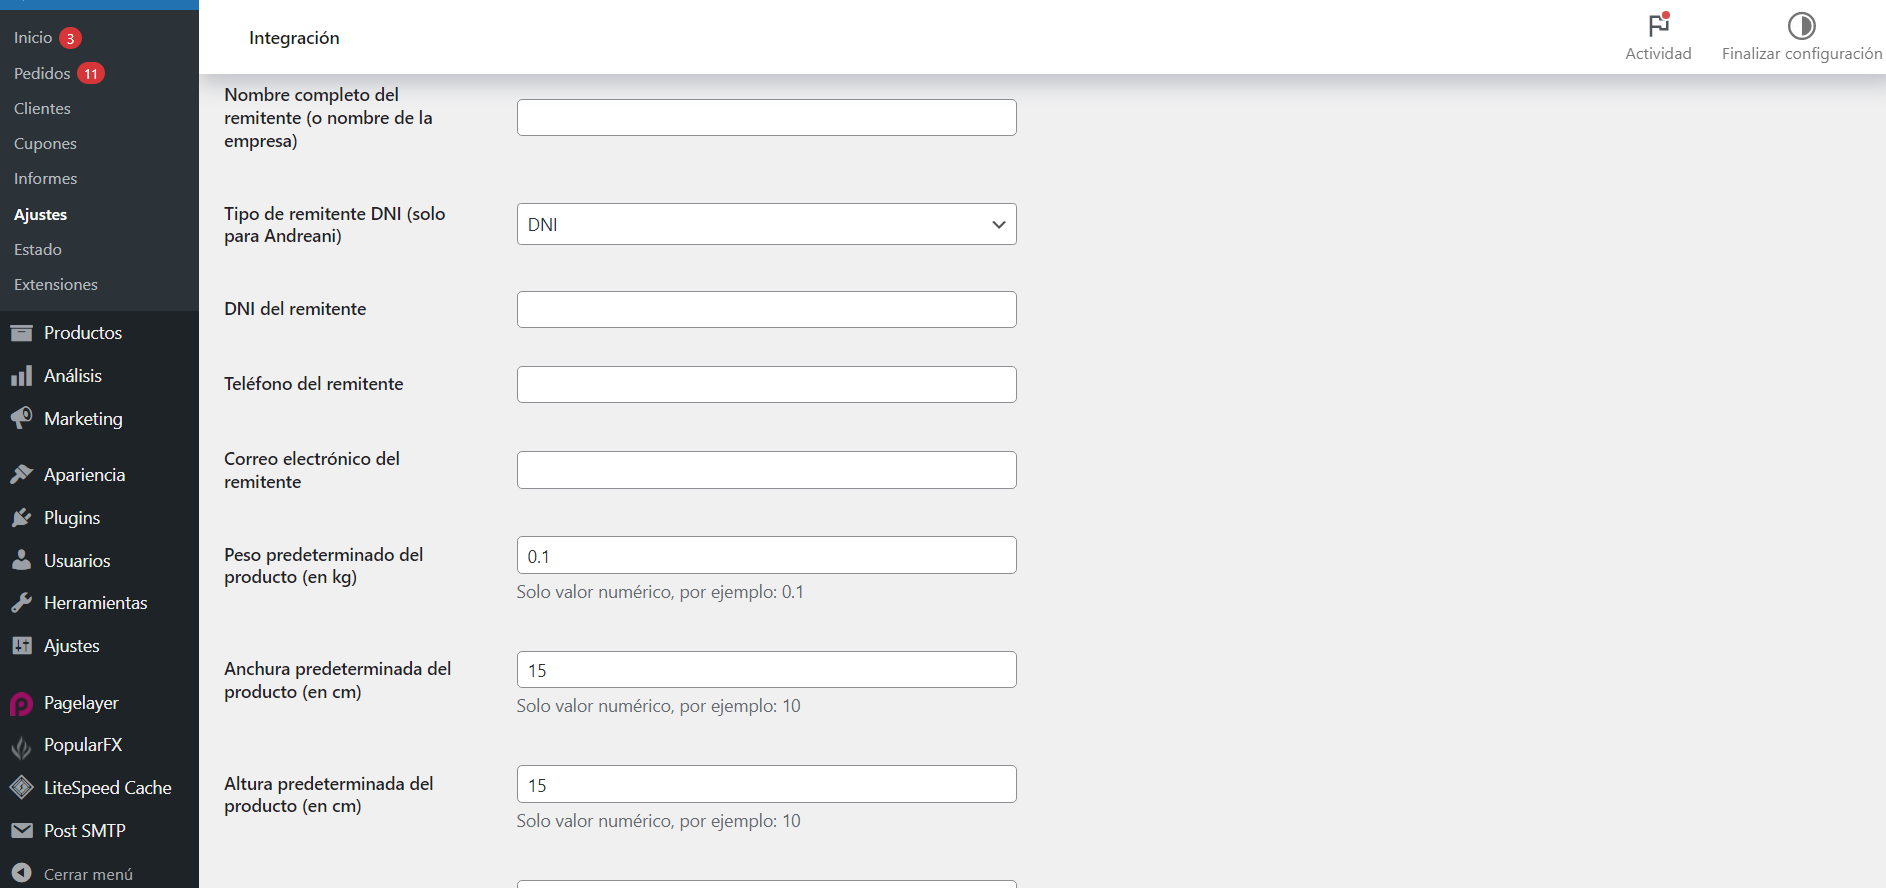 Inicio 3
Pedidos 11
Clientes
Cupones
Informes
Ajustes
Estado
Extensiones
Productos
Análisis
Marketing
Apariencia
Plugins
Usuarios
Herramientas
Ajustes
Pagelayer
PopularFX
LiteSpeed Cache
Post SMTP
Cerrar menú
Integración
Actividad
Finalizar configuración
Nombre completo del
remitente (o nombre de la
empresa)
Tipo de remitente DNI (solo
para Andreani)
DNI
DNI del remitente
Teléfono del remitente
Correo electrónico del
remitente
Peso predeterminado del
producto (en kg)
0.1
Solo valor numérico, por ejemplo: 0.1
Anchura predeterminada del
producto (en cm)
15
Solo valor numérico, por ejemplo: 10
Altura predeterminada del
producto (en cm)
15
Solo valor numérico, por ejemplo: 10